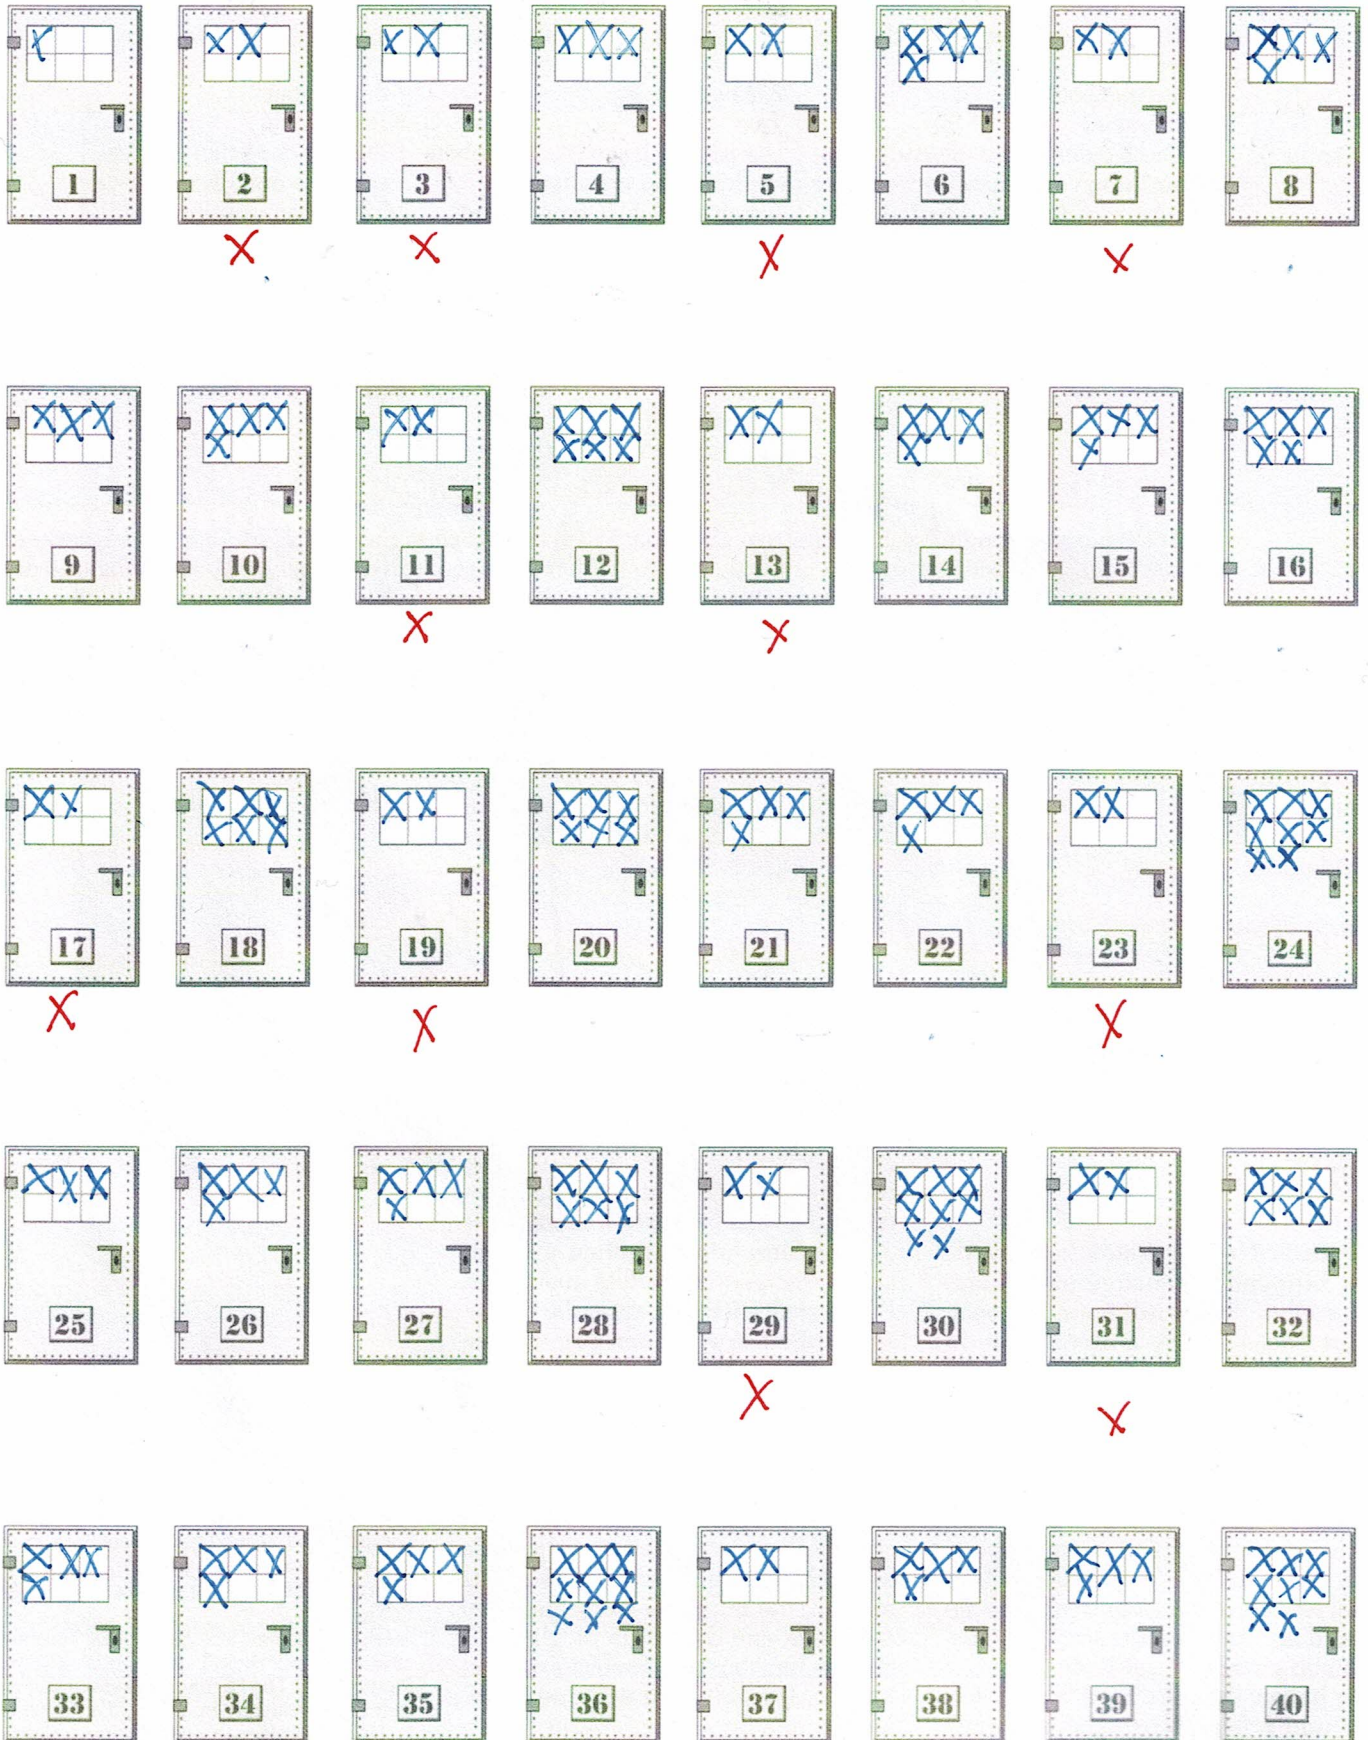 X X X X X X X X X X X X X X X X X X X X
1 2 3 4 5 6 7 8
X X X X
X X X X X X X X X X X X X X X X X X X X X X X X X X X X X X
9 10 11 12 13 14 15 16
X X
X X X X X X X X X X X X X X X X X X X X X X X X X X X X X X X X X X
17 18 19 20 21 22 23 24
X X X
X X X X X X X X X X X X X X X X X X X X X X X X X X X X X X X X X X X
25 26 27 28 29 30 31 32
X X
X X X X X X X X X X X X X X X X X X X X X X X X X X X X X X X X X X X X X X X
33 34 35 36 37 38 39 40